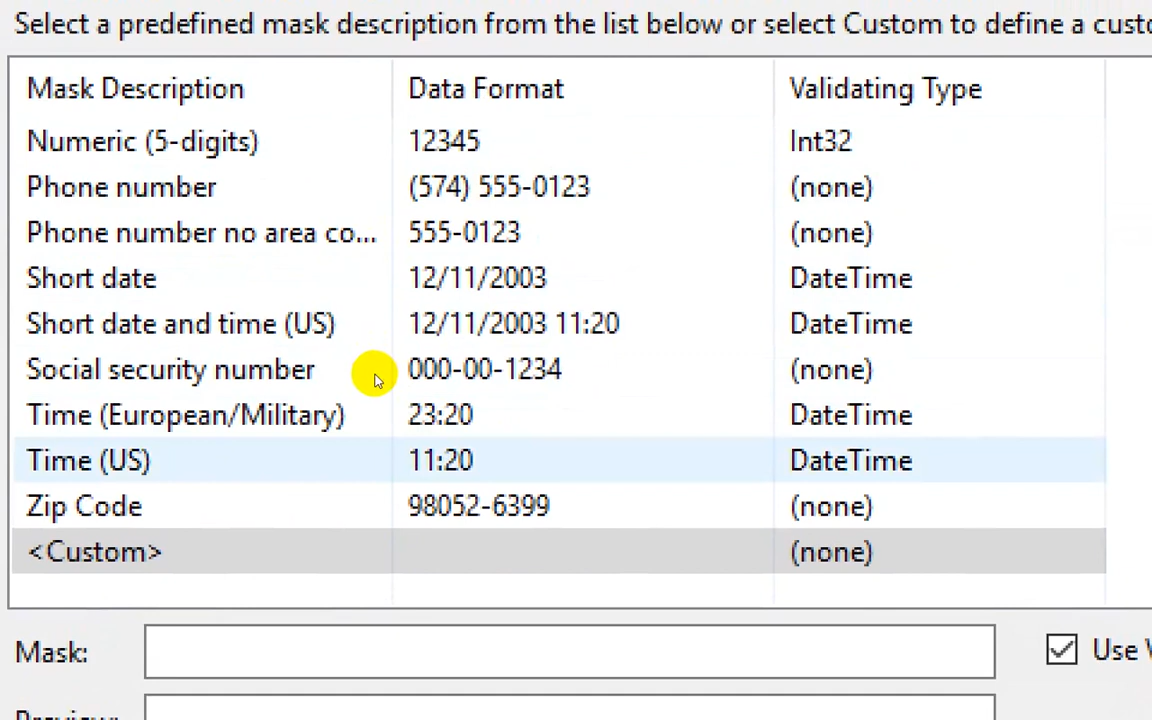 Select a predefined mask description from the list below or select Custom to define a custo
Mask Description Data Format Validating Type
Numeric (5-digits) 12345 Int32
Phone number (574) 555-0123 (none)
Phone number no area co... 555-0123 (none)
Short date 12/11/2003 DateTime
Short date and time (US) 12/11/2003 11:20 DateTime
Social security number 000-00-1234 (none)
Time (European/Military) 23:20 DateTime
Time (US) 11:20 DateTime
Zip Code 98052-6399 (none)
<Custom> (none)
Mask: Use V
Preview: